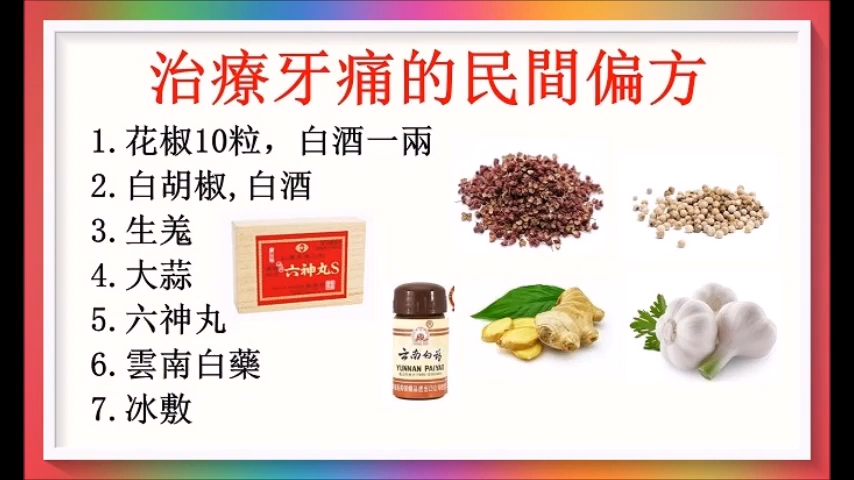 治療牙痛的民間偏方
1.花椒10粒，白酒一兩
2.白胡椒,白酒
3.生羗
4.大蒜
5.六神丸
6.雲南白藥
7.冰敷
六神丸S
云南白药
YUNNAN PAIYAO